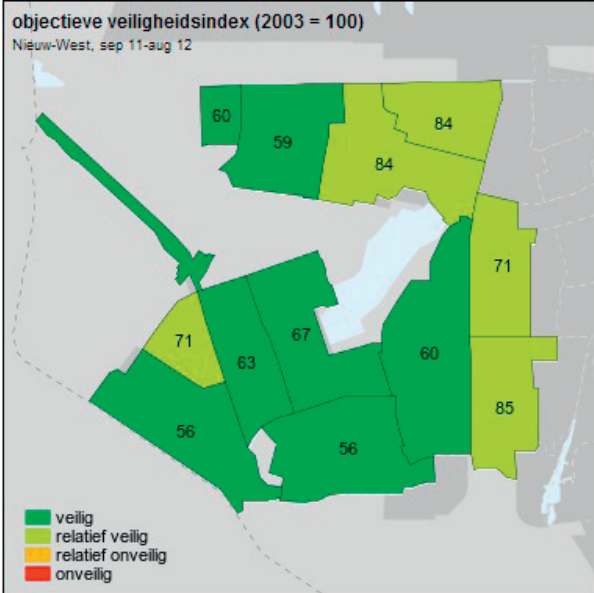 objectieve veiligheidsindex (2003 = 100)
Nieuw-West, sep 11-aug 12
60
59
84
84
71
71
63
67
60
85
56
56
veilig
relatief veilig
relatief onveilig
onveilig